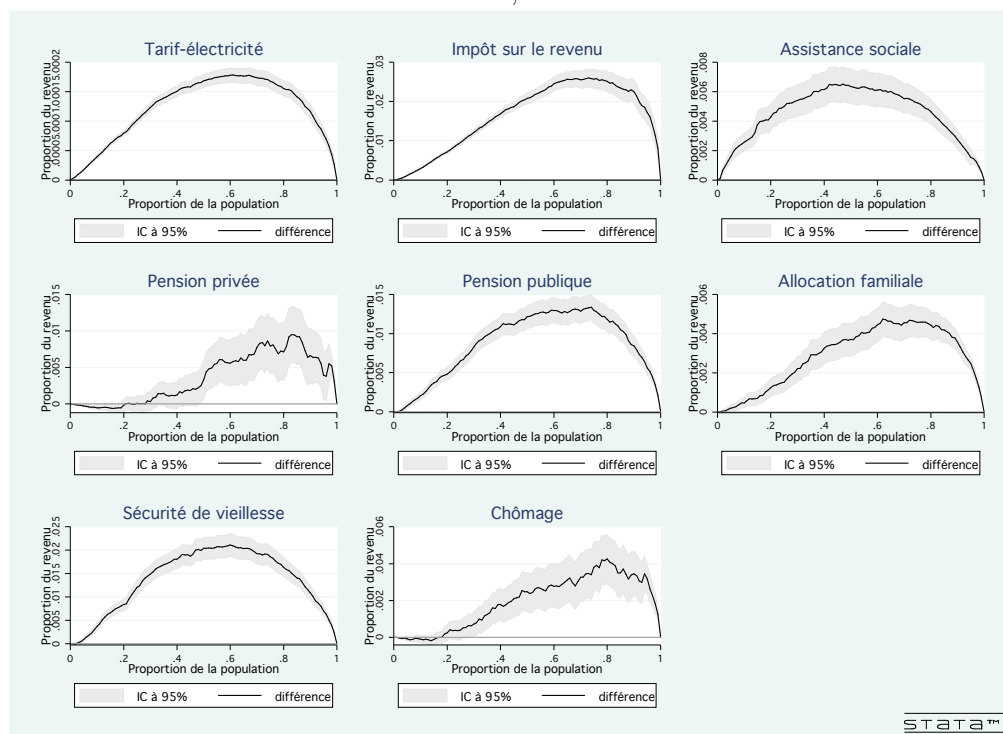 Tarif-électricité
Proportion du revenu
0 .00005 .0001 .00015 .0002
0 .2 .4 .6 .8 1
Proportion de la population
IC à 95% différence
Impôt sur le revenu
Proportion du revenu
0 .01 .02 .03
0 .2 .4 .6 .8 1
Proportion de la population
IC à 95% différence
Assistance sociale
Proportion du revenu
0 .002 .004 .006 .008
0 .2 .4 .6 .8 1
Proportion de la population
IC à 95% différence
Pension privée
Proportion du revenu
0 .005 .010 .015
0 .2 .4 .6 .8 1
Proportion de la population
IC à 95% différence
Pension publique
Proportion du revenu
0 .005 .01 .015
0 .2 .4 .6 .8 1
Proportion de la population
IC à 95% différence
Allocation familiale
Proportion du revenu
0 .002 .004 .006
0 .2 .4 .6 .8 1
Proportion de la population
IC à 95% différence
Sécurité de vieillesse
Proportion du revenu
0 .005 .01 .015 .02 .025
0 .2 .4 .6 .8 1
Proportion de la population
IC à 95% différence
Chômage
Proportion du revenu
0 .002 .004 .006
0 .2 .4 .6 .8 1
Proportion de la population
IC à 95% différence
STATA™